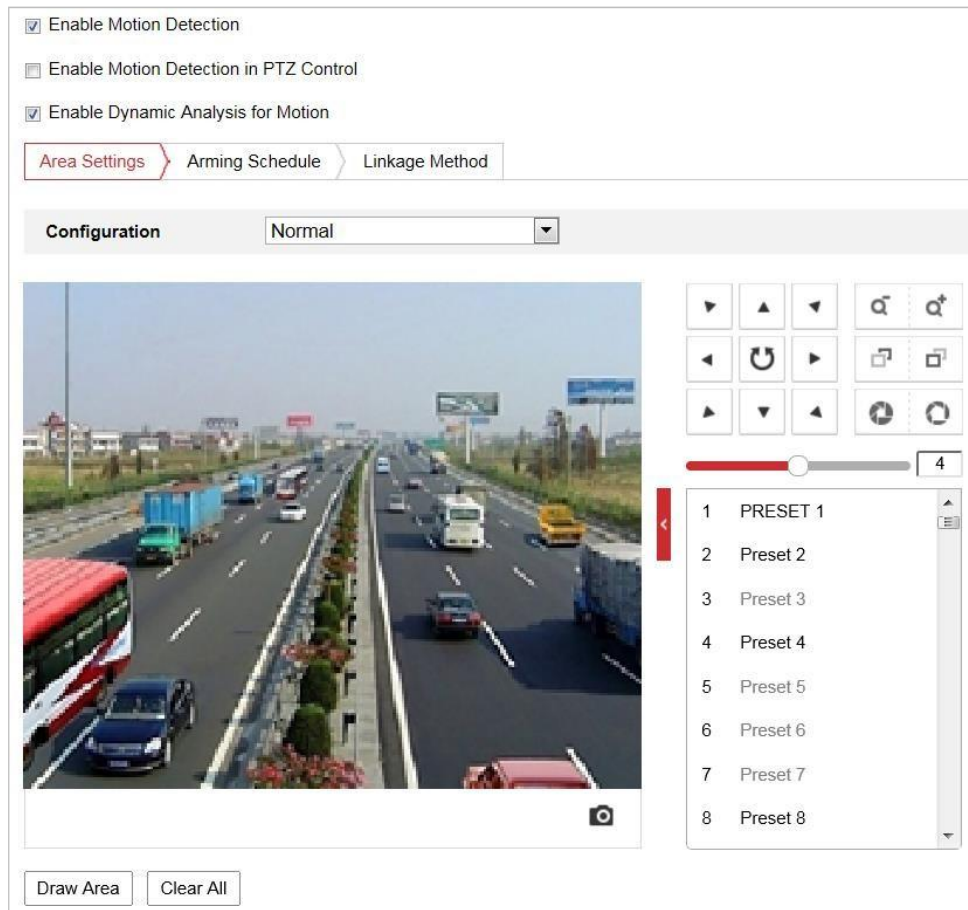 Enable Motion Detection
Enable Motion Detection in PTZ Control
Enable Dynamic Analysis for Motion
Area Settings
Arming Schedule
Linkage Method
Configuration
Normal
4
1 PRESET 1
2 Preset 2
3 Preset 3
4 Preset 4
5 Preset 5
6 Preset 6
7 Preset 7
8 Preset 8
Draw Area
Clear All